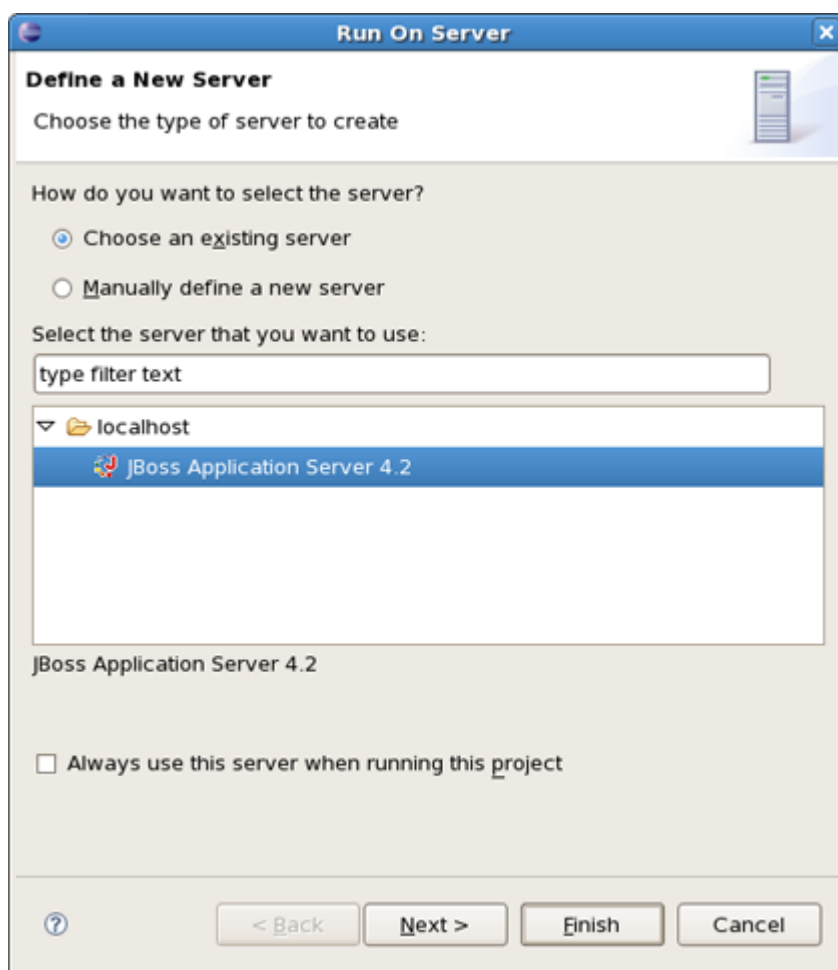 Run On Server
Define a New Server
Choose the type of server to create
How do you want to select the server?
Choose an existing server
Manually define a new server
Select the server that you want to use:
type filter text
localhost
JBoss Application Server 4.2
JBoss Application Server 4.2
Always use this server when running this project
? < Back Next > Finish Cancel